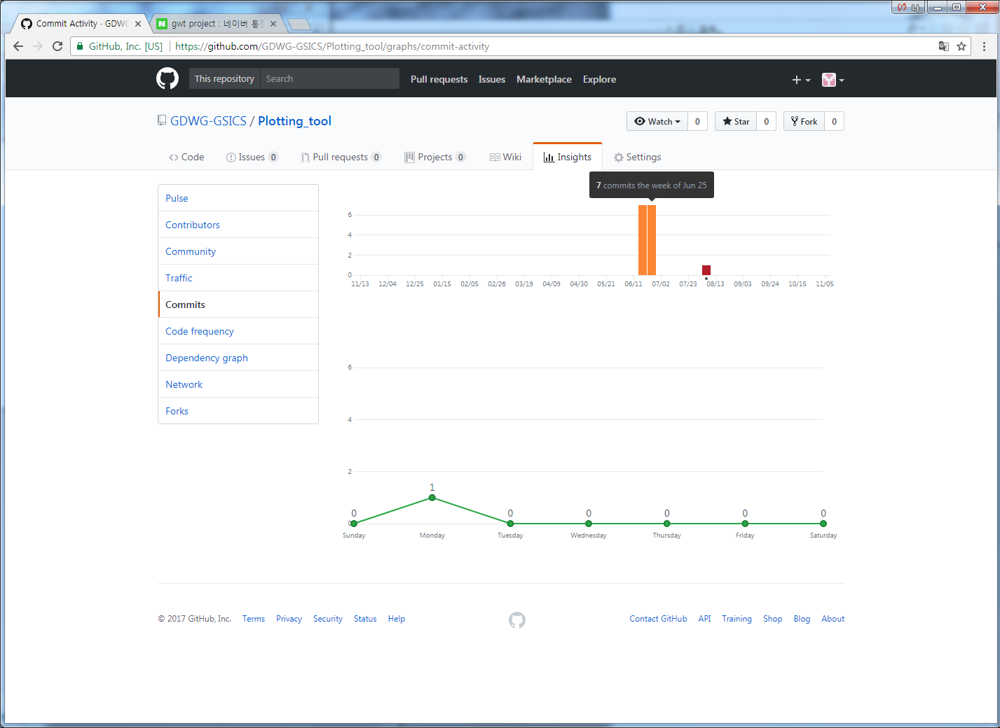 Commit Activity · GDWG
gwt project : 네이버 통
GitHub, Inc. [US] https://github.com/GDWG-GSICS/Plotting_tool/graphs/commit-activity
This repository Search Pull requests Issues Marketplace Explore
GDWG-GSICS / Plotting_tool
Watch 0 Star 0 Fork 0
Code Issues 0 Pull requests 0 Projects 0 Wiki Insights Settings
7 commits the week of Jun 25
Pulse
Contributors
Community
Traffic
Commits
Code frequency
Dependency graph
Network
Forks
6
4
2
0
11/13 12/04 12/25 01/15 02/05 02/26 03/19 04/09 04/30 05/21 06/11 07/02 07/23 08/13 09/03 09/24 10/15 11/05
6
4
2
0
0 1 0 0 0 0 0
Sunday Monday Tuesday Wednesday Thursday Friday Saturday
© 2017 GitHub, Inc. Terms Privacy Security Status Help
Contact GitHub API Training Shop Blog About